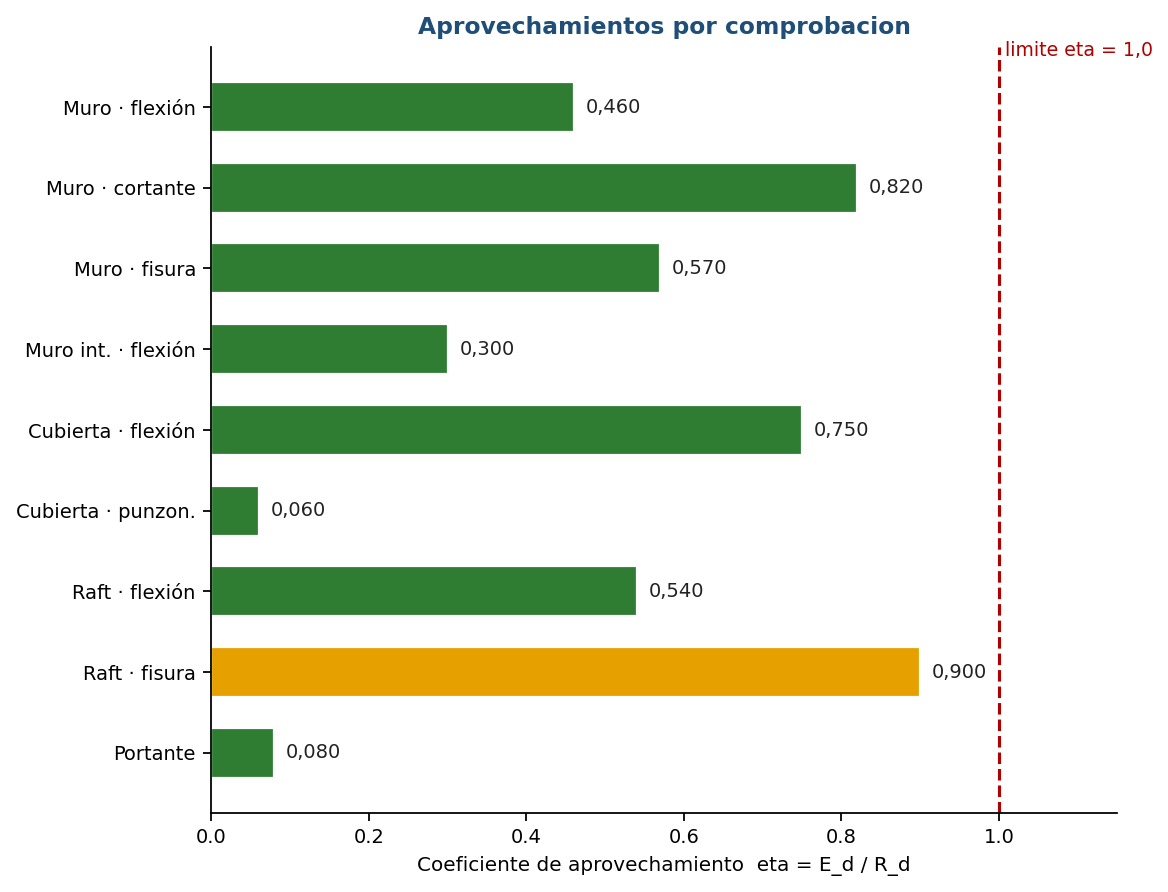 Aprovechamientos por comprobacion
limite eta = 1,0
Muro · flexión 0,460
Muro · cortante 0,820
Muro · fisura 0,570
Muro int. · flexión 0,300
Cubierta · flexión 0,750
Cubierta · punzon. 0,060
Raft · flexión 0,540
Raft · fisura 0,900
Portante 0,080
0.0 0.2 0.4 0.6 0.8 1.0
Coeficiente de aprovechamiento  eta = E_d / R_d